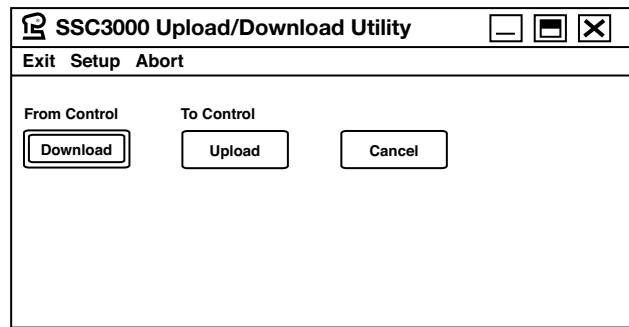 SSC3000 Upload/Download Utility
Exit Setup Abort
From Control To Control
Download Upload Cancel